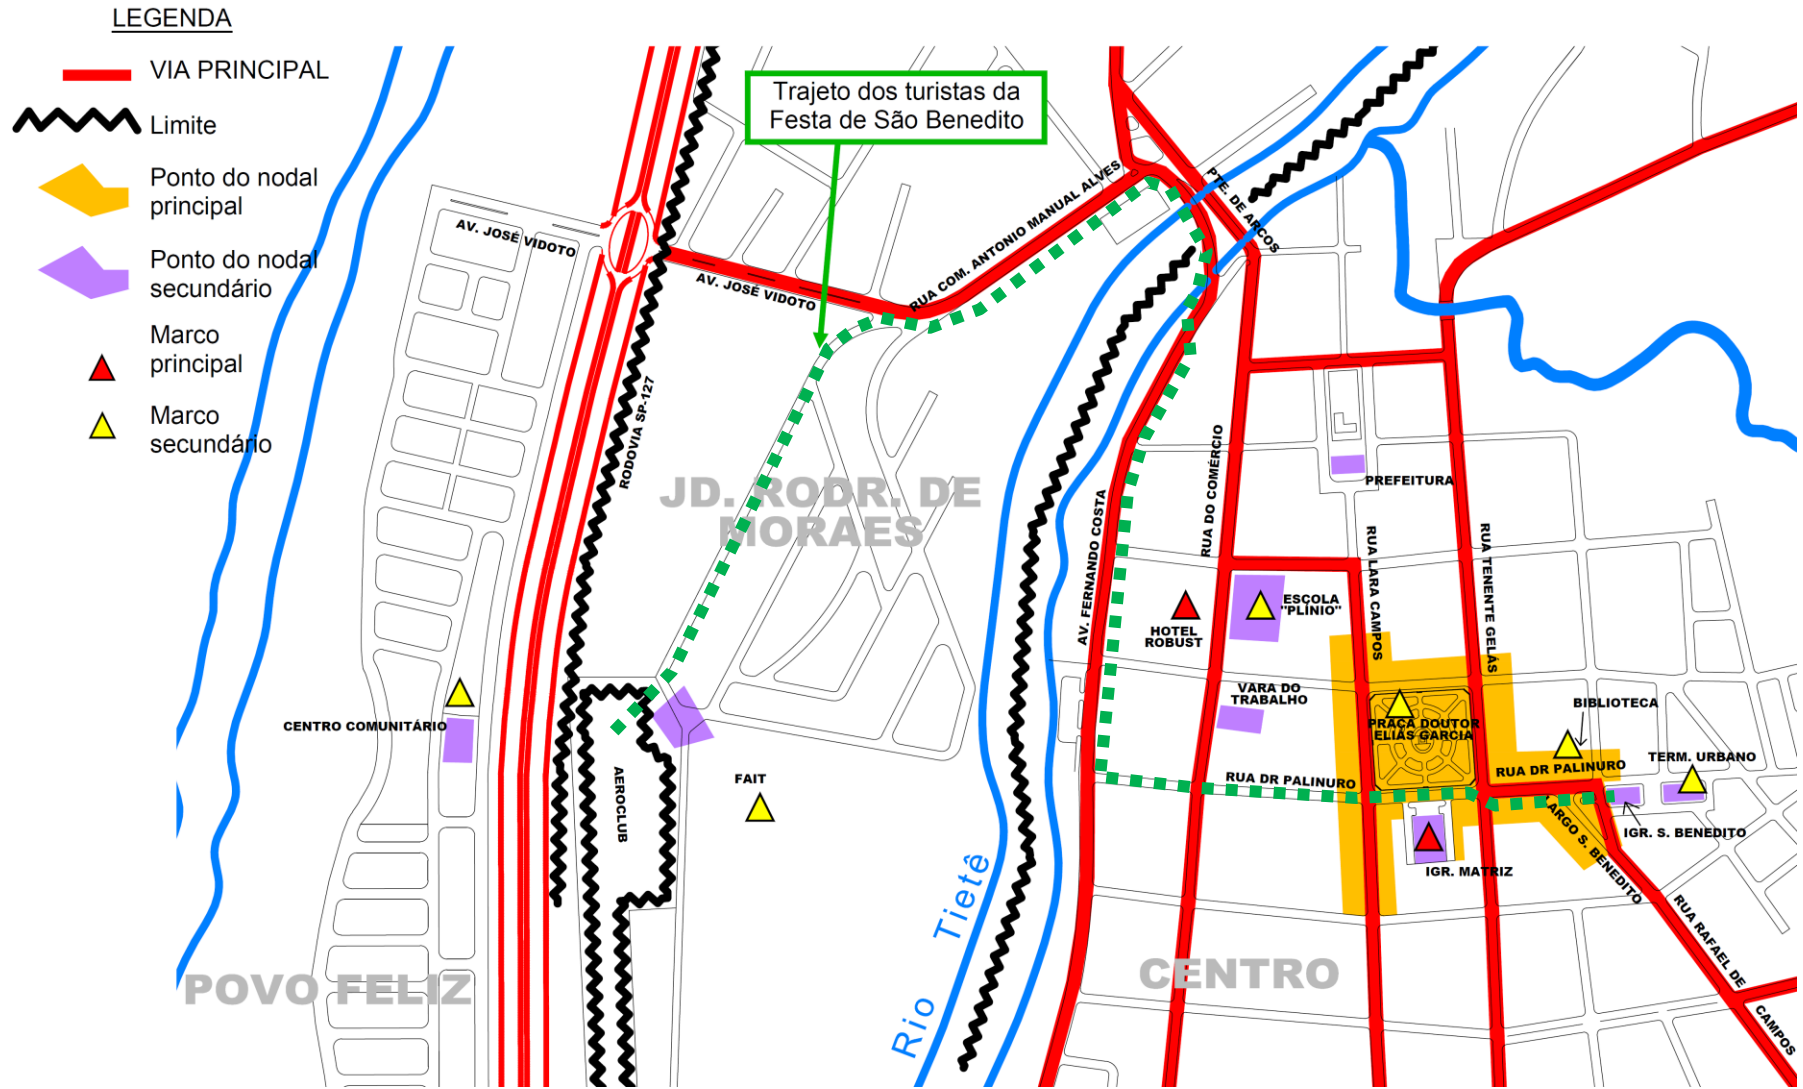 LEGENDA
VIA PRINCIPAL
Limite
Ponto do nodal
principal
Ponto do nodal
secundário
Marco
principal
Marco
secundário
Trajeto dos turistas da
Festa de São Benedito
AV. JOSÉ VIDOTO
AV. JOSÉ VIDOTO
RUA COM. ANTONIO MANUAL ALVES
PTE. DE ARCOS
RODOVIA SP-127
JD. RODR. DE
MORAES
AV. FERNANDO COSTA
RUA DO COMÉRCIO
PREFEITURA
RUA LARA CAMPOS
RUA TENENTE GELÁS
ESCOLA
"PLÍNIO"
HOTEL
ROBUST
VARA DO
TRABALHO
PRAÇA DOUTOR
ELIAS GARCIA
BIBLIOTECA
CENTRO COMUNITÁRIO
FAIT
AEROCLUB
RUA DR PALINURO
RUA DR PALINURO
TERM. URBANO
IGR. S. BENEDITO
LARGO S. BENEDITO
IGR. MATRIZ
RUA RAFAEL DE CAMPOS
Rio Tietê
POVO FELIZ
CENTRO